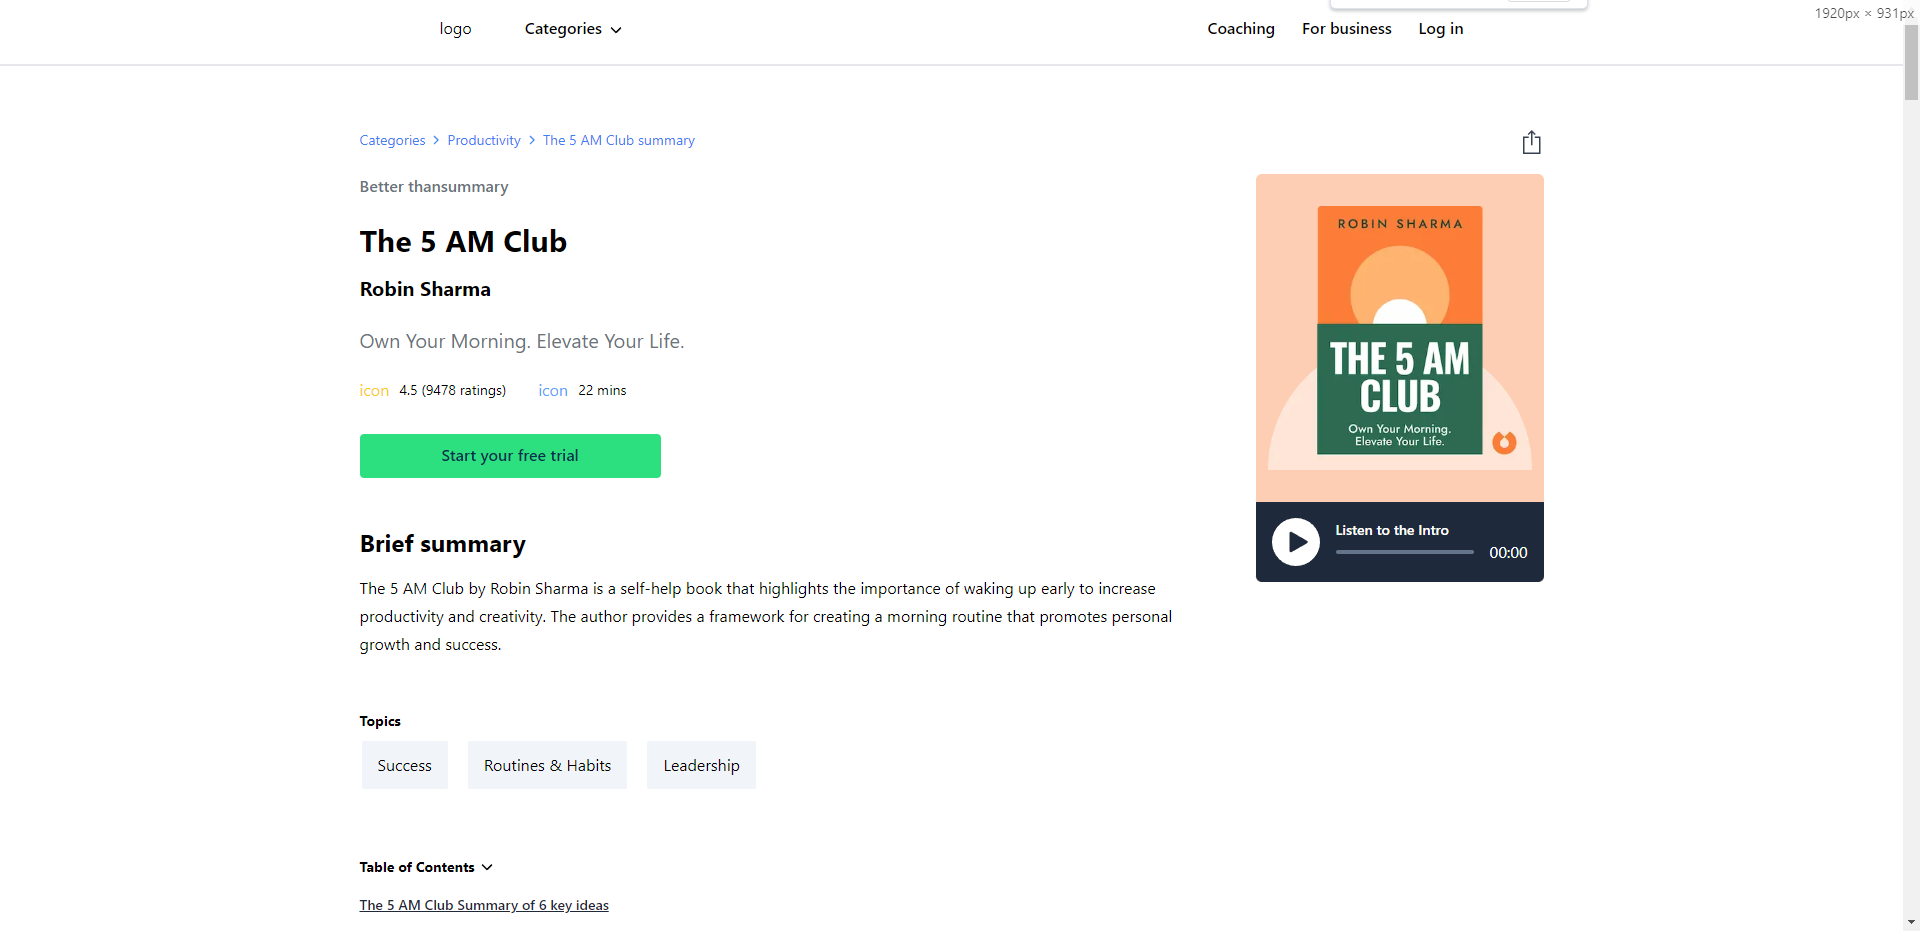 logo
Categories
Coaching
For business
Log in
1920px × 931px
Categories > Productivity > The 5 AM Club summary
Better thansummary
The 5 AM Club
Robin Sharma
Own Your Morning. Elevate Your Life.
icon 4.5 (9478 ratings) icon 22 mins
Start your free trial
Brief summary
The 5 AM Club by Robin Sharma is a self-help book that highlights the importance of waking up early to increase
productivity and creativity. The author provides a framework for creating a morning routine that promotes personal
growth and success.
Topics
Success
Routines & Habits
Leadership
Table of Contents
The 5 AM Club Summary of 6 key ideas
ROBIN SHARMA
THE 5 AM
CLUB
Own Your Morning.
Elevate Your Life.
Listen to the Intro
00:00